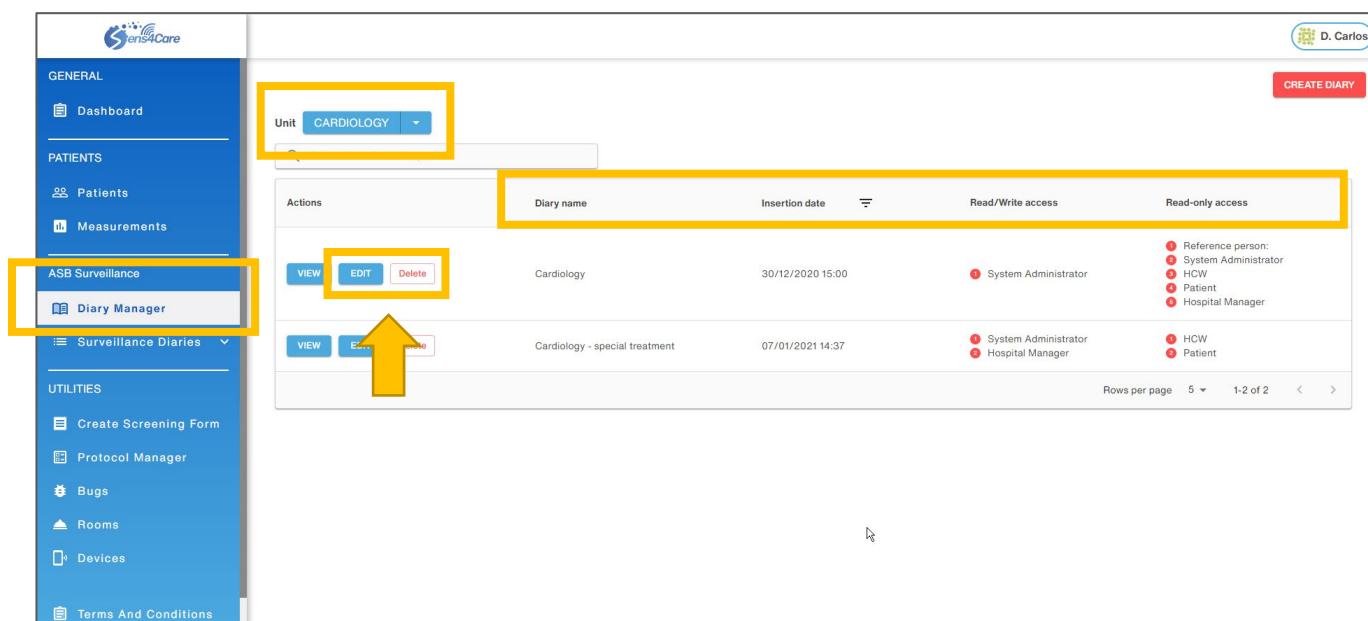 Sens4Care
D. Carlos
GENERAL
CREATE DIARY
Dashboard
Unit CARDIOLOGY
PATIENTS
Patients
Actions Diary name Insertion date Read/Write access Read-only access
Measurements
ASB Surveillance
Diary Manager
Surveillance Diaries
VIEW EDIT Delete Cardiology 30/12/2020 15:00
1 System Administrator
1 Reference person:
2 System Administrator
3 HCW
4 Patient
5 Hospital Manager
VIEW Cardiology - special treatment 07/01/2021 14:37
1 System Administrator
2 Hospital Manager
1 HCW
2 Patient
Rows per page 5 1-2 of 2 < >
UTILITIES
Create Screening Form
Protocol Manager
Bugs
Rooms
Devices
Terms And Conditions